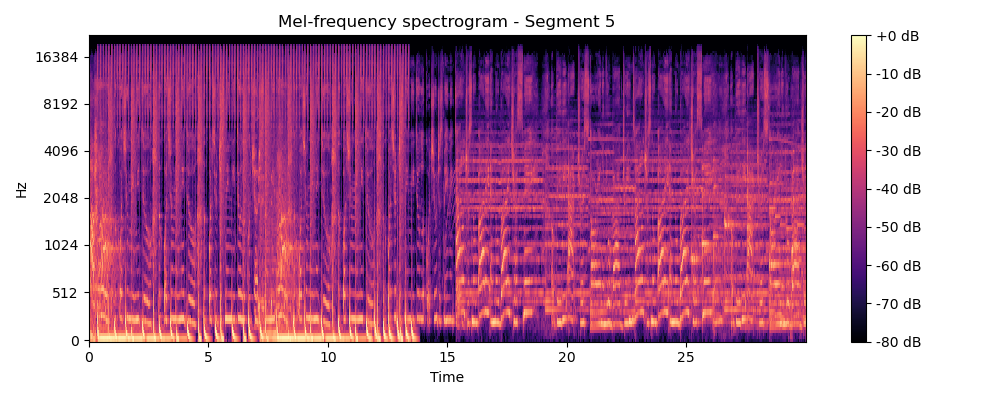 Mel-frequency spectrogram - Segment 5
Hz
16384
8192
4096
2048
1024
512
0
0 5 10 15 20 25
Time
+0 dB
-10 dB
-20 dB
-30 dB
-40 dB
-50 dB
-60 dB
-70 dB
-80 dB